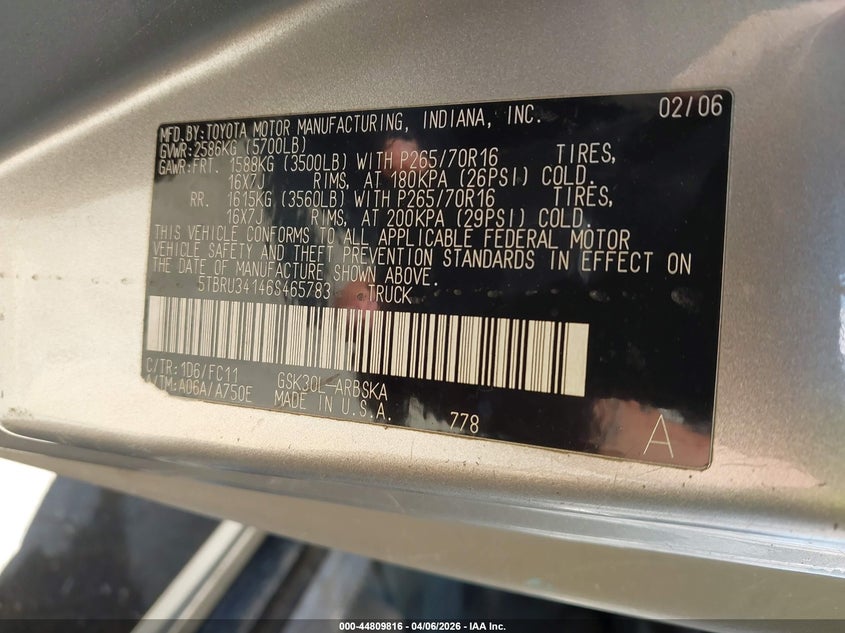 MFD.BY:TOYOTA MOTOR MANUFACTURING, INDIANA, INC. 02/06
GVWR:2586KG (5700LB)
GAWR:FRT. 1588KG (3500LB) WITH P265/70R16 TIRES,
16X7J RIMS, AT 180KPA (26PSI) COLD.
RR. 1615KG (3560LB) WITH P265/70R16 TIRES,
16X7J RIMS, AT 200KPA (29PSI) COLD.
THIS VEHICLE CONFORMS TO ALL APPLICABLE FEDERAL MOTOR
VEHICLE SAFETY AND THEFT PREVENTION STANDARDS IN EFFECT ON
THE DATE OF MANUFACTURE SHOWN ABOVE.
5TBRU34146S465783 TRUCK
C/TR:1D6/FC11 GSK30L-ARBSKA
A/TM:A06A/A750E MADE IN U.S.A. 778 A
000-44809816 - 04/06/2026 - IAA Inc.